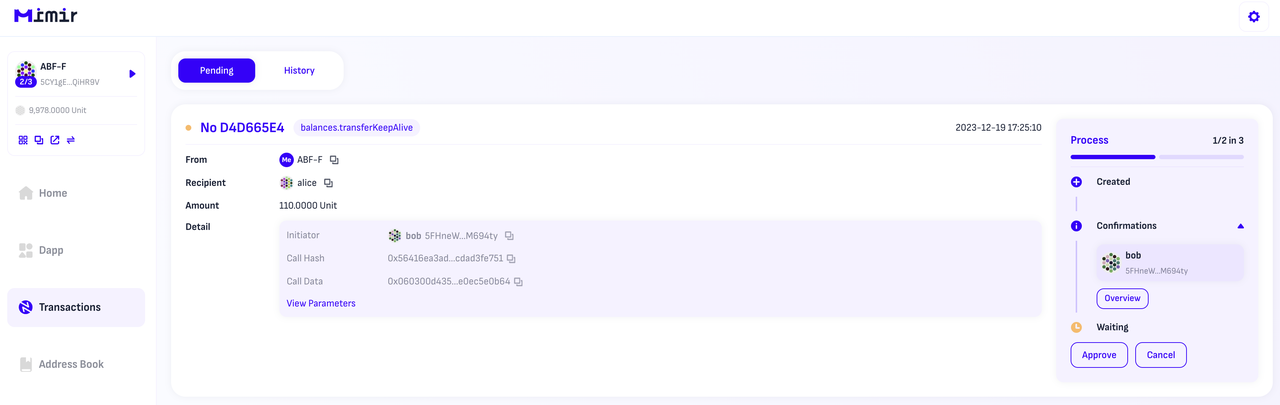 Mimir
ABF-F
2/3
5CY1gE...QiHR9V
9,978.0000 Unit
Home
Dapp
Transactions
Address Book
Pending
History
No D4D665E4
balances.transferKeepAlive
2023-12-19 17:25:10
From
Me ABF-F
Recipient
alice
Amount
110.0000 Unit
Detail
Initiator
bob 5FHneW...M694ty
Call Hash
0x56416ea3ad...cdad3fe751
Call Data
0x060300d435...e0ec5e0b64
View Parameters
Process
1/2 in 3
Created
Confirmations
bob
5FHneW...M694ty
Overview
Waiting
Approve
Cancel